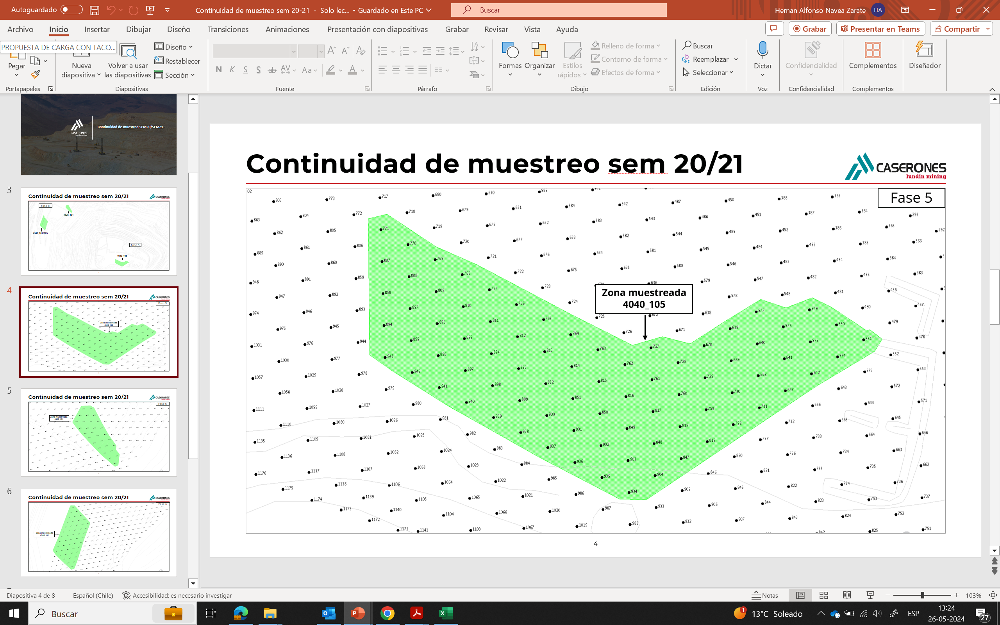 Autoguardado
Continuidad de muestreo sem 20-21 - Solo lec... • Guardado en Este PC
Buscar
Hernan Alfonso Navea Zarate HA
Archivo Inicio Insertar Dibujar Diseño Transiciones Animaciones Presentación con diapositivas Grabar Revisar Vista Ayuda
Grabar Presentar en Teams Compartir
PROPUESTA DE CARGA CON TACO...
Pegar
Portapapeles
Nueva diapositiva
Volver a usar las diapositivas
Diseño
Restablecer
Sección
Diapositivas
N K S S ab AV Aa A
Fuente
Párrafo
Formas Organizar Estilos rápidos
Relleno de forma
Contorno de forma
Efectos de forma
Dibujo
Buscar
Reemplazar
Seleccionar
Edición
Dictar
Voz
Confidencialidad
Confidencialidad
Complementos
Complementos
Diseñador
CASERONES
lundin mining
Continuidad de muestreo SEM20/SEM21
3
Continuidad de muestreo sem 20/21
CASERONES
Fase 6
4325_101
4340_101/105
Fase 5
4040_105
4
Continuidad de muestreo sem 20/21
CASERONES
Fase 5
Zona muestreada
4040_105
5
Continuidad de muestreo sem 20/21
CASERONES
Fase 6
Zona muestreada
4325_101
6
Continuidad de muestreo sem 20/21
CASERONES
Fase 6
Zona muestreada
4340_101
Continuidad de muestreo sem 20/21
CASERONES
lundin mining
Fase 5
02
803 773 717 680 630 585 541
487 450 388 363
863 804 772 718 679 631 584 542
486 451 387 364 293
862 805 771 719 678 632 583 543
485 452 386 365 292
889 861 806 770 720 677 633 582 544
545 484 453 385 366
890 860 807 769 721 676 634 581
546 483 454 384
948 891 859 808 768 722 675 635 580
579 547 482 455 383
947 892 858 809 767 723 636
578 548 481 456
Zona muestreada
4040_105
974 946 893 857 810 766 724 672
638 577 549 480 457
975 945 894 856 811 765 725
639 576 550 479
1031 976 944 895 855 812 764 726 671
670 640 575 551 478
1030 977 943 896 854 813 763 727
669 641 574 552
1057 1029 978 942 897 853 814 762 728
729 668 642 573 553
1058 1028 979 941 898 852 815 761
730 667 643 572
1111 1059 1027 980 940 899 851 816 760
759 731 666 644 571
1110 1060 1026 981 939 900 850 817
758 732 665 645
1135 1109 1061 1025 982 938 901 849 818
819 757 733 664 646
1136 1108 1062 1024 983 937 902 848
820 756 734 663
1176 1137 1107 1063 1023 984 936 903 847
846 821 755 735 662
1175 1138 1106 1064 1022 985 935 904
905 845 822 754 736
1174 1139 1105 1065 1021 986 934
906 844 823 753 737
1173 1140 1104 1066 1020 987 933
932 907 843 824 752
1172 1171 1141 1103 1067 1019 988
842 825 751
4
Diapositiva 4 de 8 Español (Chile) Accesibilidad: es necesario investigar
Notas 103%
Buscar
1 13°C Soleado
ESP
13:24
26-05-2024
27